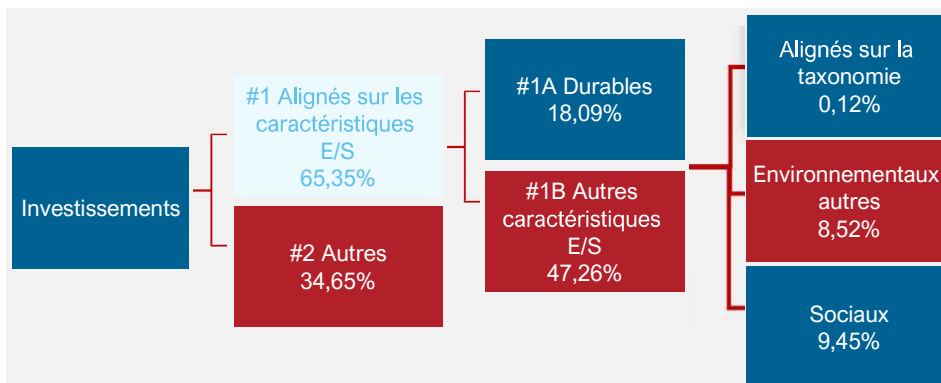 Investissements
#1 Alignés sur les
caractéristiques
E/S
65,35%
#2 Autres
34,65%
#1A Durables
18,09%
#1B Autres
caractéristiques
E/S
47,26%
Alignés sur la
taxonomie
0,12%
Environnementaux
autres
8,52%
Sociaux
9,45%